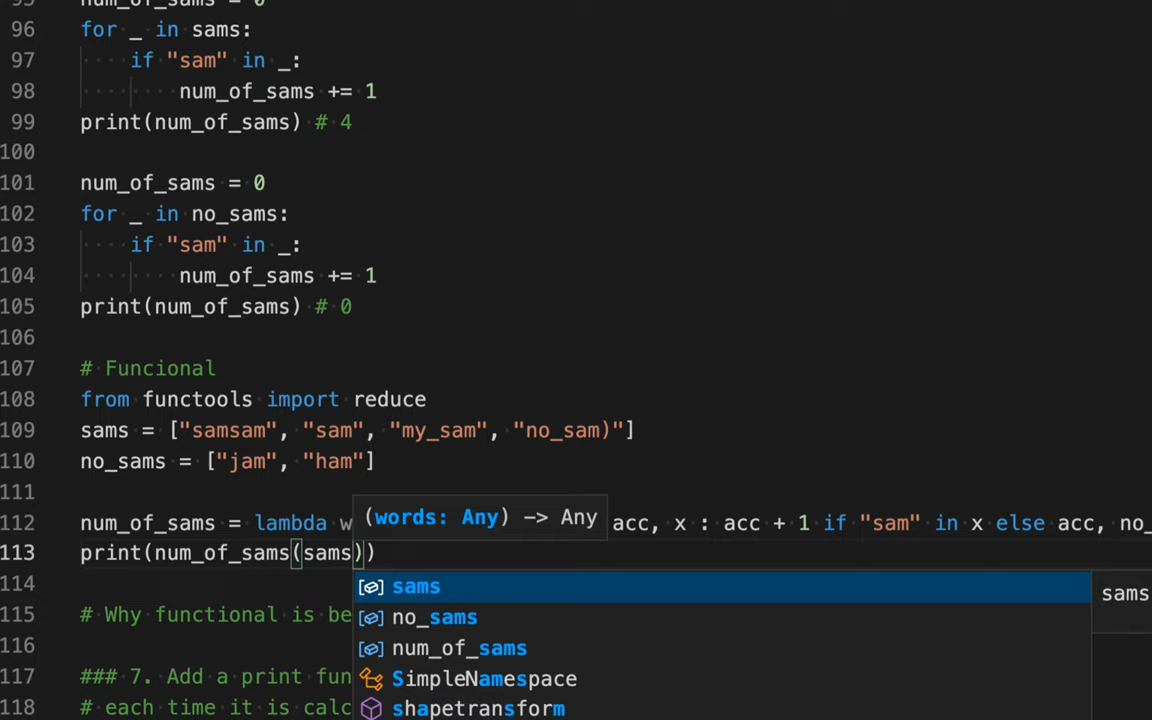 95 num_of_sams = 0
96 for _ in sams:
97 if "sam" in _:
98 num_of_sams += 1
99 print(num_of_sams) # 4
100
101 num_of_sams = 0
102 for _ in no_sams:
103 if "sam" in _:
104 num_of_sams += 1
105 print(num_of_sams) # 0
106
107 # Funcional
108 from functools import reduce
109 sams = ["samsam", "sam", "my_sam", "no_sam)"]
110 no_sams = ["jam", "ham"]
111
(words: Any) -> Any
112 num_of_sams = lambda w acc, x : acc + 1 if "sam" in x else acc, no_
113 print(num_of_sams(sams))
sams
sams
114
no_sams
115 # Why functional is be
num_of_sams
116
SimpleNamespace
117 ### 7. Add a print fun
shapetransform
118 # each time it is calc